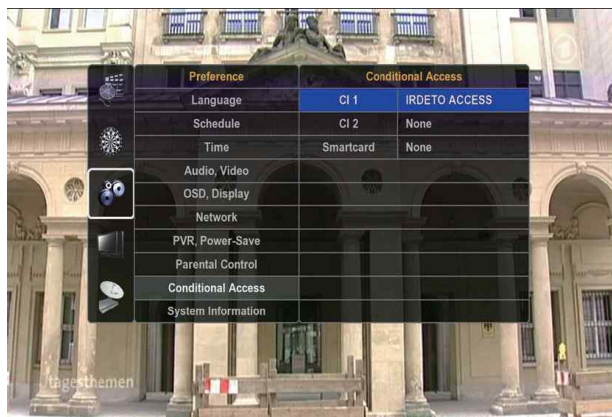 Preference
Conditional Access
Language
CI 1
IRDETO ACCESS
Schedule
CI 2
None
Time
Smartcard
None
Audio, Video
OSD, Display
Network
PVR, Power-Save
Parental Control
Conditional Access
System Information
tagesthemen